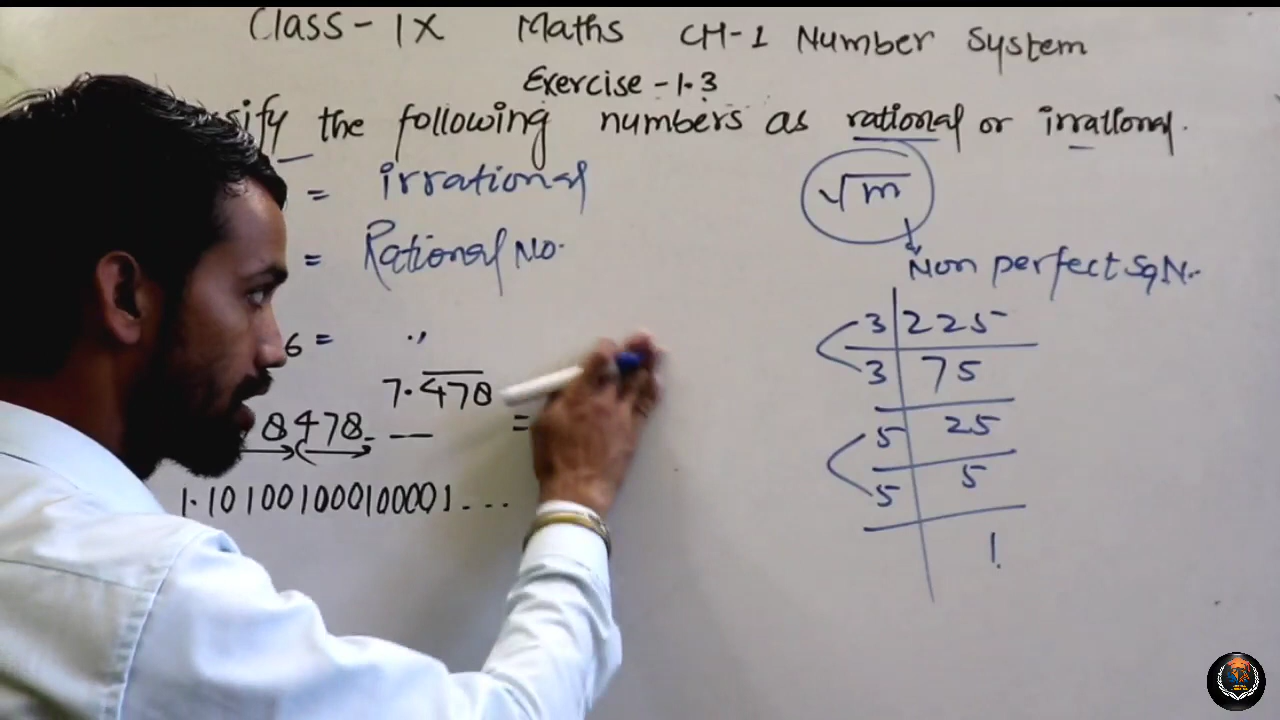 Class - IX Maths CH-1 Number System
Exercise - 1.3
sify the following numbers as rational or irrational.
= irrational
= Rational No.
6 = ,,
7.478
8478. - —
=
1.101001000100001...
√m
Non perfect Sq N..
3 225
3 75
5 25
5 5
1.